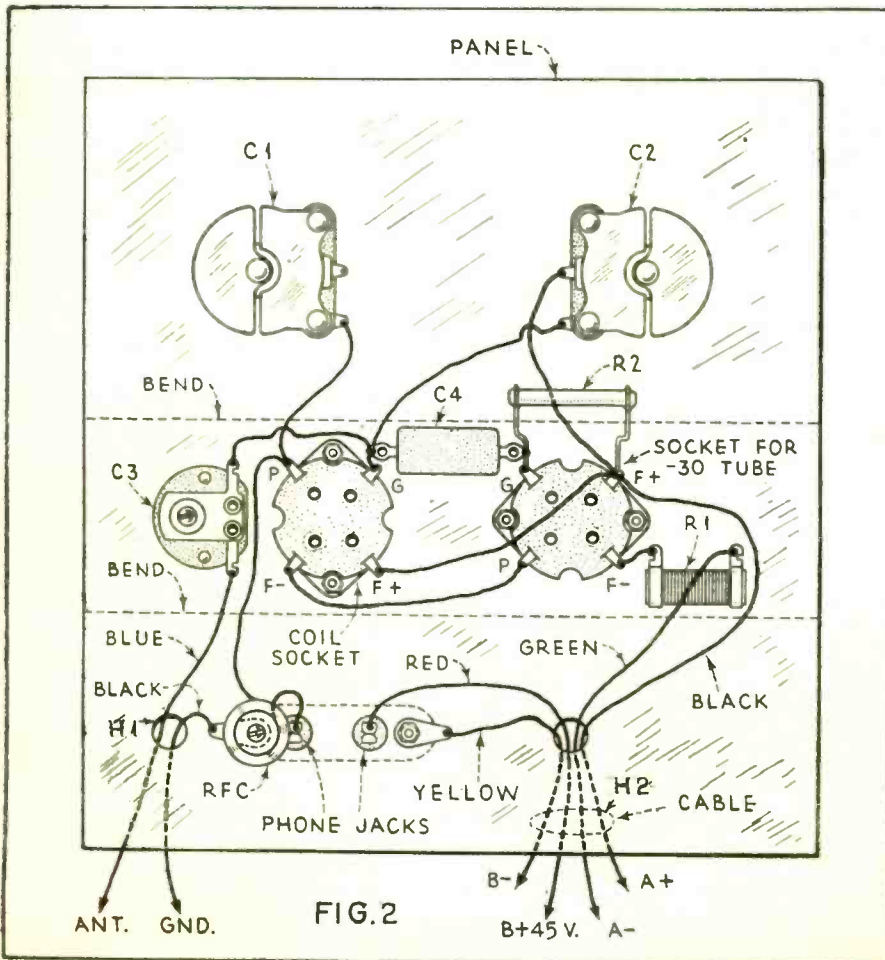 PANEL
C1
C2
BEND
R2
C4
SOCKET FOR
-30 TUBE
P
G
G
F+
C3
R1
BEND
F-
F+
P
F-
COIL
SOCKET
BLUE
RED
GREEN
BLACK
BLACK
H1
RFC
PHONE JACKS
YELLOW
H2
CABLE
B-
A+
ANT.
GND.
FIG.2
B+45 V.
A-